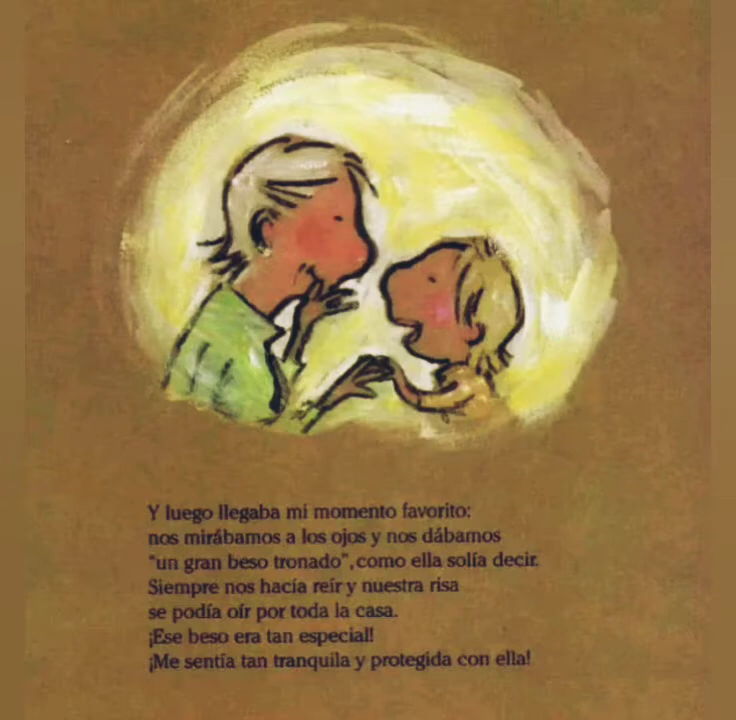 Y luego llegaba mi momento favorito:
nos mirábamos a los ojos y nos dábamos
"un gran beso tronado", como ella solía decir.
Siempre nos hacía reír y nuestra risa
se podía oír por toda la casa.
¡Ese beso era tan especial!
¡Me sentía tan tranquila y protegida con ella!